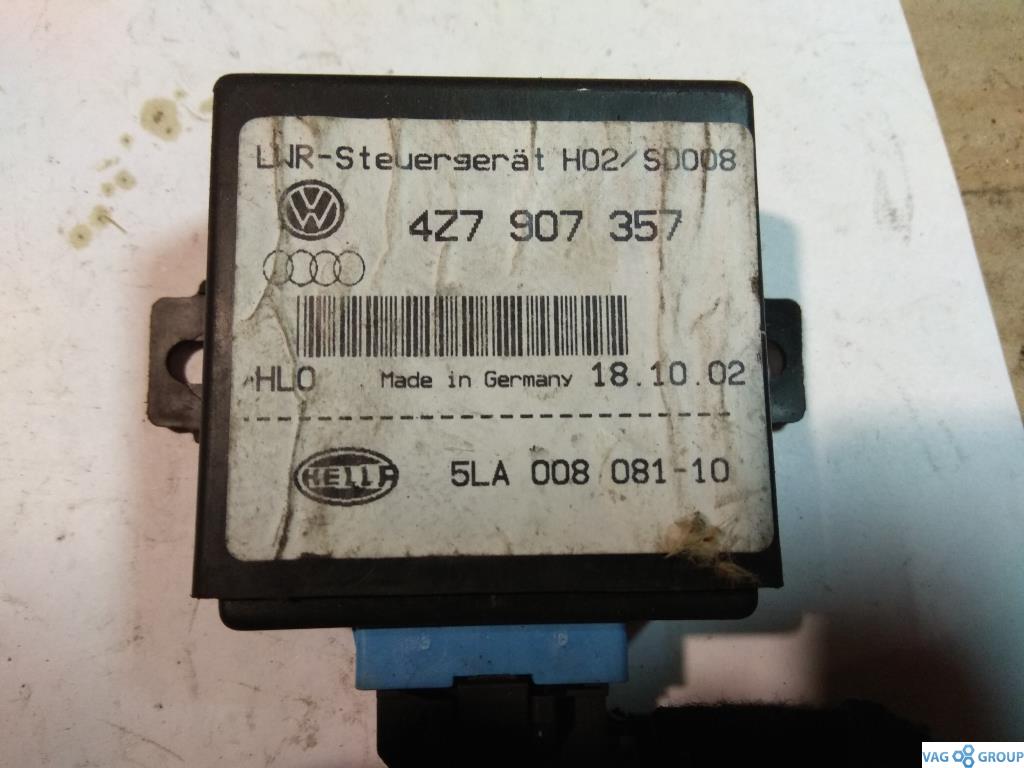 LWR-Steuergerät H02/SD008
4Z7 907 357
HLO Made in Germany 18.10.02
HELLA 5LA 008 081-10
VAG GROUP